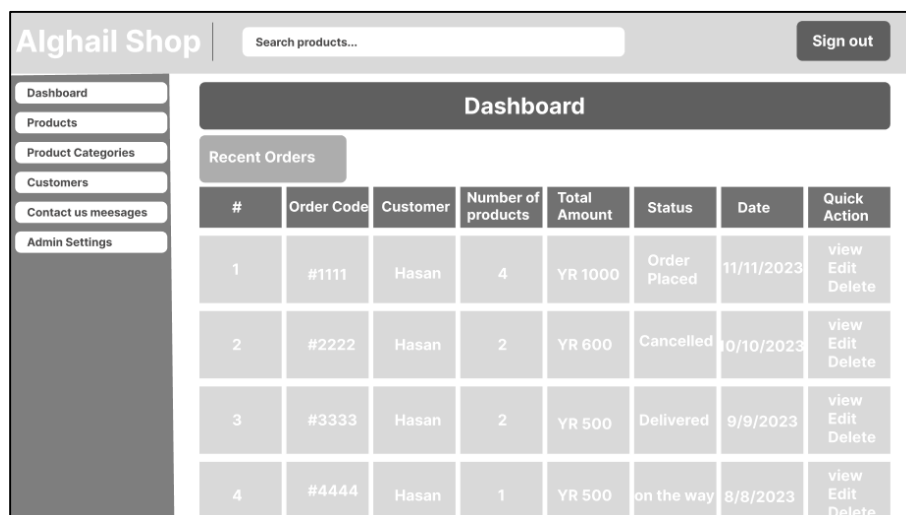 Alghail Shop
Search products...
Sign out
Dashboard
Products
Product Categories
Customers
Contact us meesages
Admin Settings
Dashboard
Recent Orders
# Order Code Customer Number of products Total Amount Status Date Quick Action
1 #1111 Hasan 4 YR 1000 Order Placed 11/11/2023 view Edit Delete
2 #2222 Hasan 2 YR 600 Cancelled 10/10/2023 view Edit Delete
3 #3333 Hasan 2 YR 500 Delivered 9/9/2023 view Edit Delete
4 #4444 Hasan 1 YR 500 on the way 8/8/2023 view Edit Delete